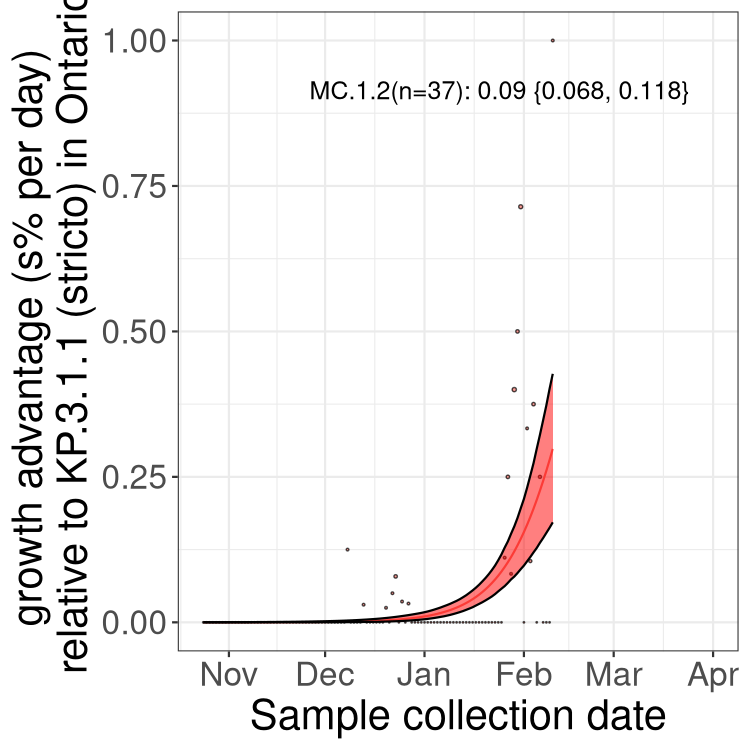 growth advantage (s% per day)
relative to KP.3.1.1 (stricto) in Ontario
1.00
0.75
0.50
0.25
0.00
MC.1.2(n=37): 0.09 {0.068, 0.118}
Nov Dec Jan Feb Mar Apr
Sample collection date